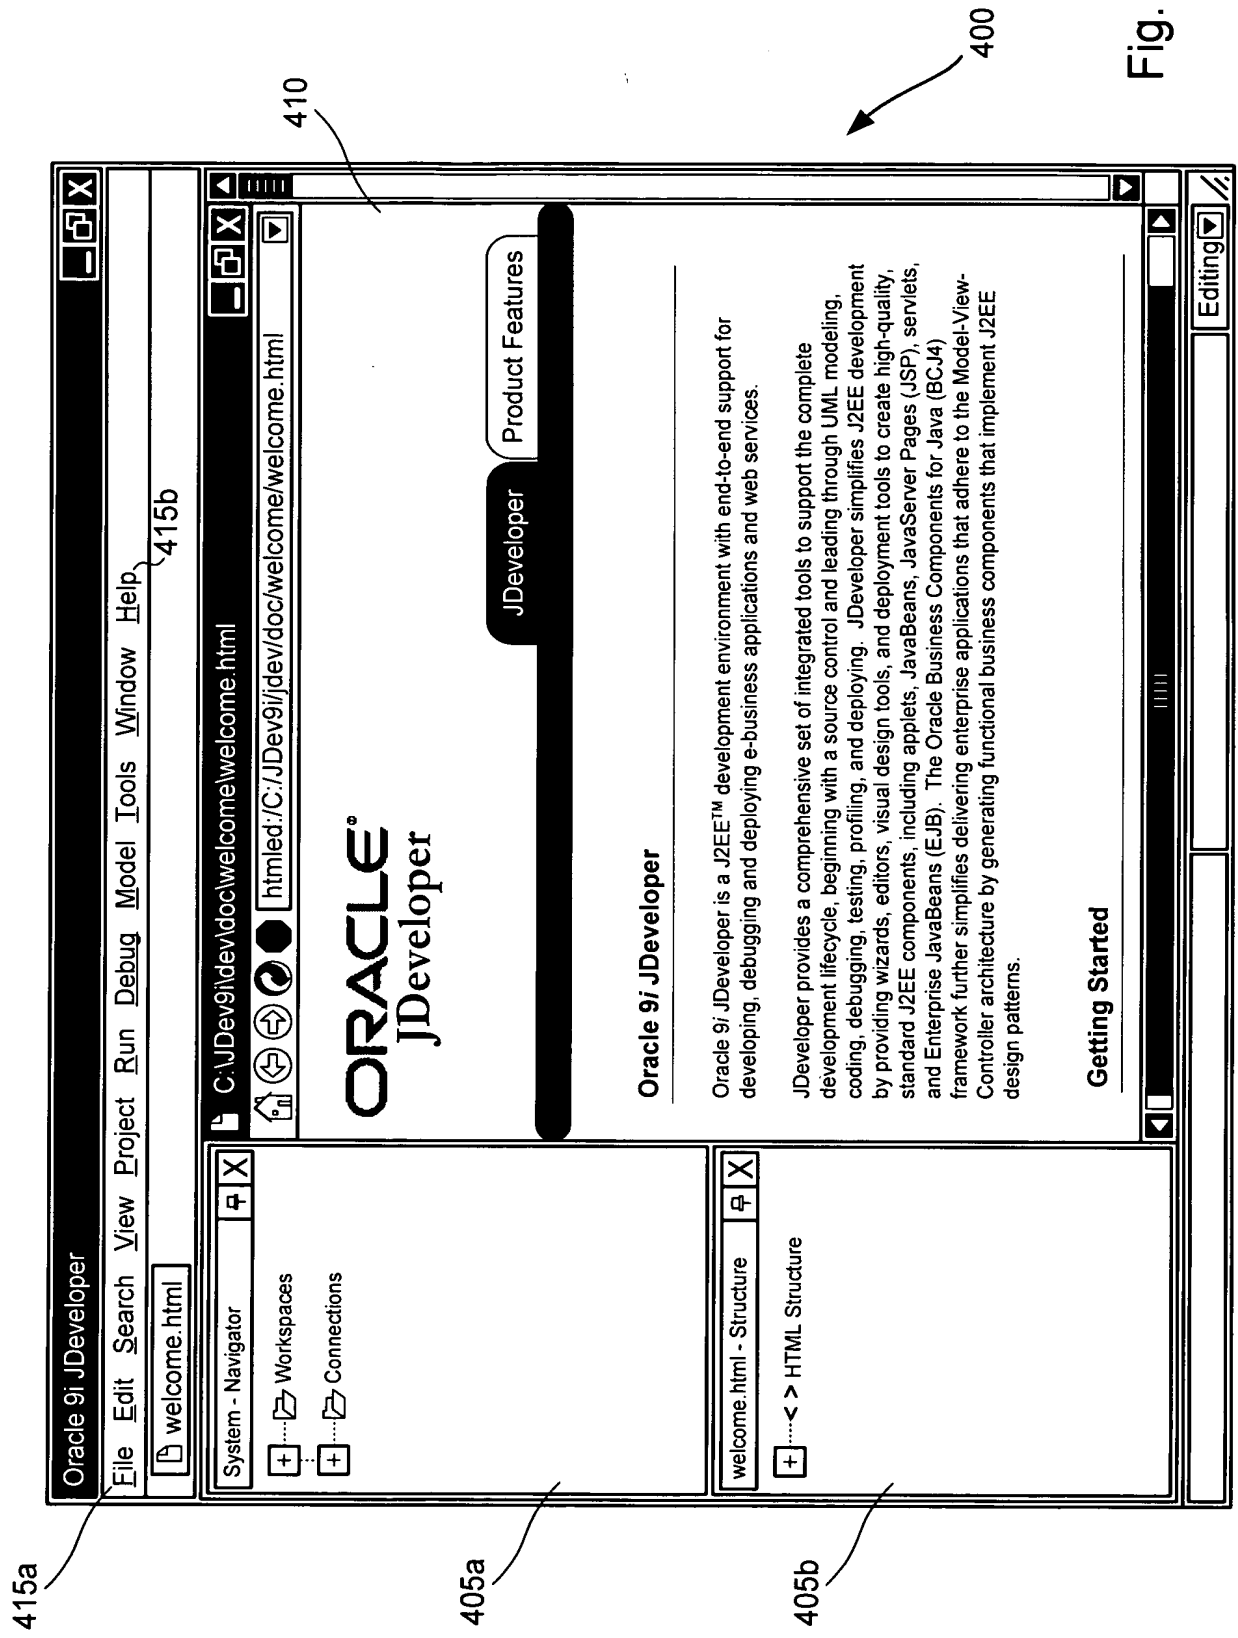 415a
Oracle 9i JDeveloper
File Edit Search View Project Run Debug Model Tools Window Help
415b
welcome.html
System - Navigator
Workspaces
Connections
405a
welcome.html - Structure
< > HTML Structure
405b
C:\JDev9i\dev\doc\welcome\welcome.html
htmled:/C:/JDev9i/jdev/doc/welcome/welcome.html
410
ORACLE®
JDeveloper
JDeveloper
Product Features
Oracle 9i JDeveloper
Oracle 9i JDeveloper is a J2EE™ development environment with end-to-end support for
developing, debugging and deploying e-business applications and web services.
JDeveloper provides a comprehensive set of integrated tools to support the complete
development lifecycle, beginning with a source control and leading through UML modeling,
coding, debugging, testing, profiling, and deploying. JDeveloper simplifies J2EE development
by providing wizards, editors, visual design tools, and deployment tools to create high-quality,
standard J2EE components, including applets, JavaBeans, JavaServer Pages (JSP), servlets,
and Enterprise JavaBeans (EJB). The Oracle Business Components for Java (BCJ4)
framework further simplifies delivering enterprise applications that adhere to the Model-View-
Controller architecture by generating functional business components that implement J2EE
design patterns.
Getting Started
Editing
400
Fig.